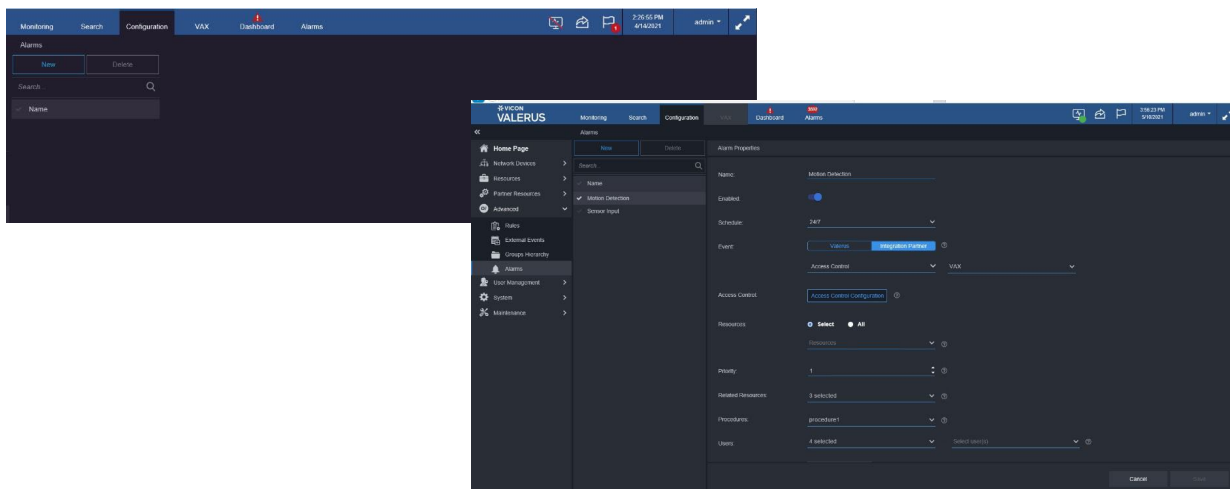 Monitoring Search Configuration VAX Dashboard Alarms 2:26:55 PM 4/14/2021 admin
Alarms
New Delete
Search...
Name
VICON
VALERUS Monitoring Search Configuration VAX Dashboard Alarms 2:56:23 PM 5/18/2021 admin
Alarms
Home Page New Delete Alarm Properties
Network Devices Search...
Resources Name: Motion Detection
Name
Partner Resources Motion Detection Enabled:
Advanced Sensor Input
Rules Schedule: 24/7
External Events Event: Valerus Integration Partner
Groups Hierarchy
Alarms Access Control VAX
User Management
System Access Control: Access Control Configuration
Maintenance
Resources: Select All
Resources
Priority: 1
Related Resources: 3 selected
Procedures: procedure1
Users: 4 selected Select user(s)
Cancel Save